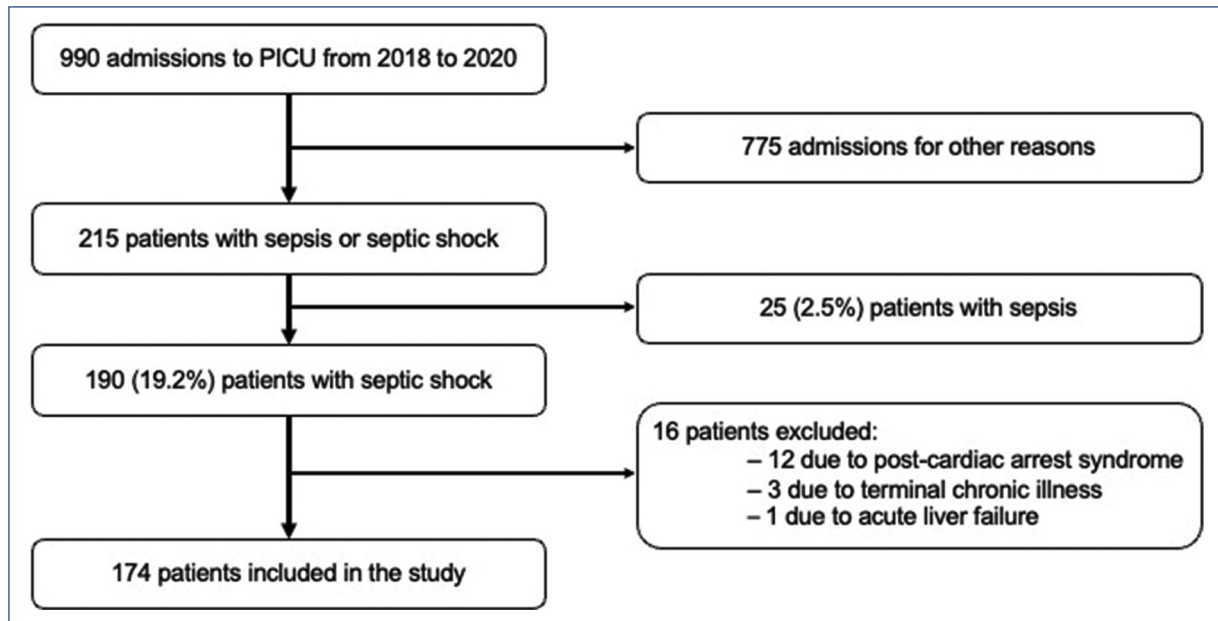 990 admissions to PICU from 2018 to 2020
775 admissions for other reasons
215 patients with sepsis or septic shock
25 (2.5%) patients with sepsis
190 (19.2%) patients with septic shock
16 patients excluded:
– 12 due to post-cardiac arrest syndrome
– 3 due to terminal chronic illness
– 1 due to acute liver failure
174 patients included in the study